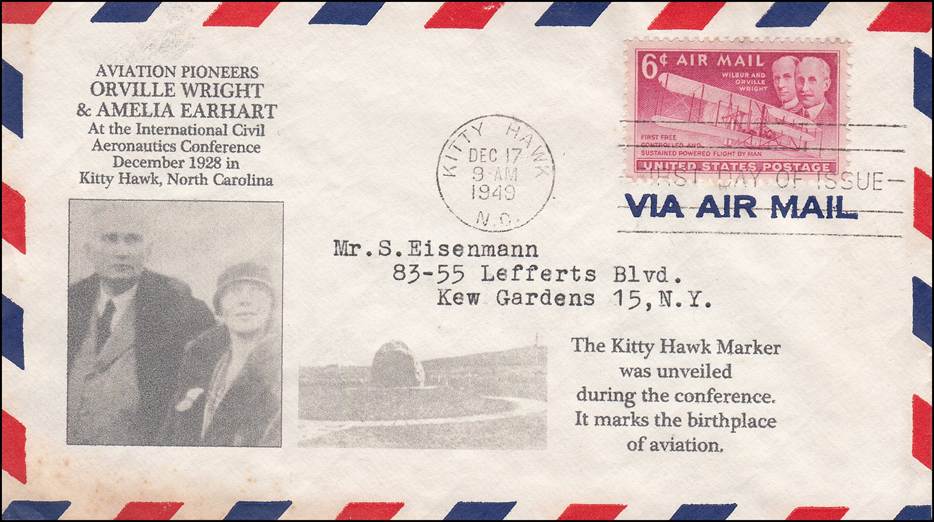 AVIATION PIONEERS
ORVILLE WRIGHT
& AMELIA EARHART
At the International Civil
Aeronautics Conference
December 1928 in
Kitty Hawk, North Carolina
KITTY HAWK
DEC 17
9-AM
1949
N.C.
6¢ AIR MAIL
WILBUR AND
ORVILLE
WRIGHT
FIRST FREE
CONTROLLED AND
SUSTAINED POWERED FLIGHT BY MAN
UNITED STATES POSTAGE
FIRST DAY OF ISSUE
VIA AIR MAIL
Mr.S.Eisenmann
83-55 Lefferts Blvd.
Kew Gardens 15,N.Y.
The Kitty Hawk Marker
was unveiled
during the conference.
It marks the birthplace
of aviation.